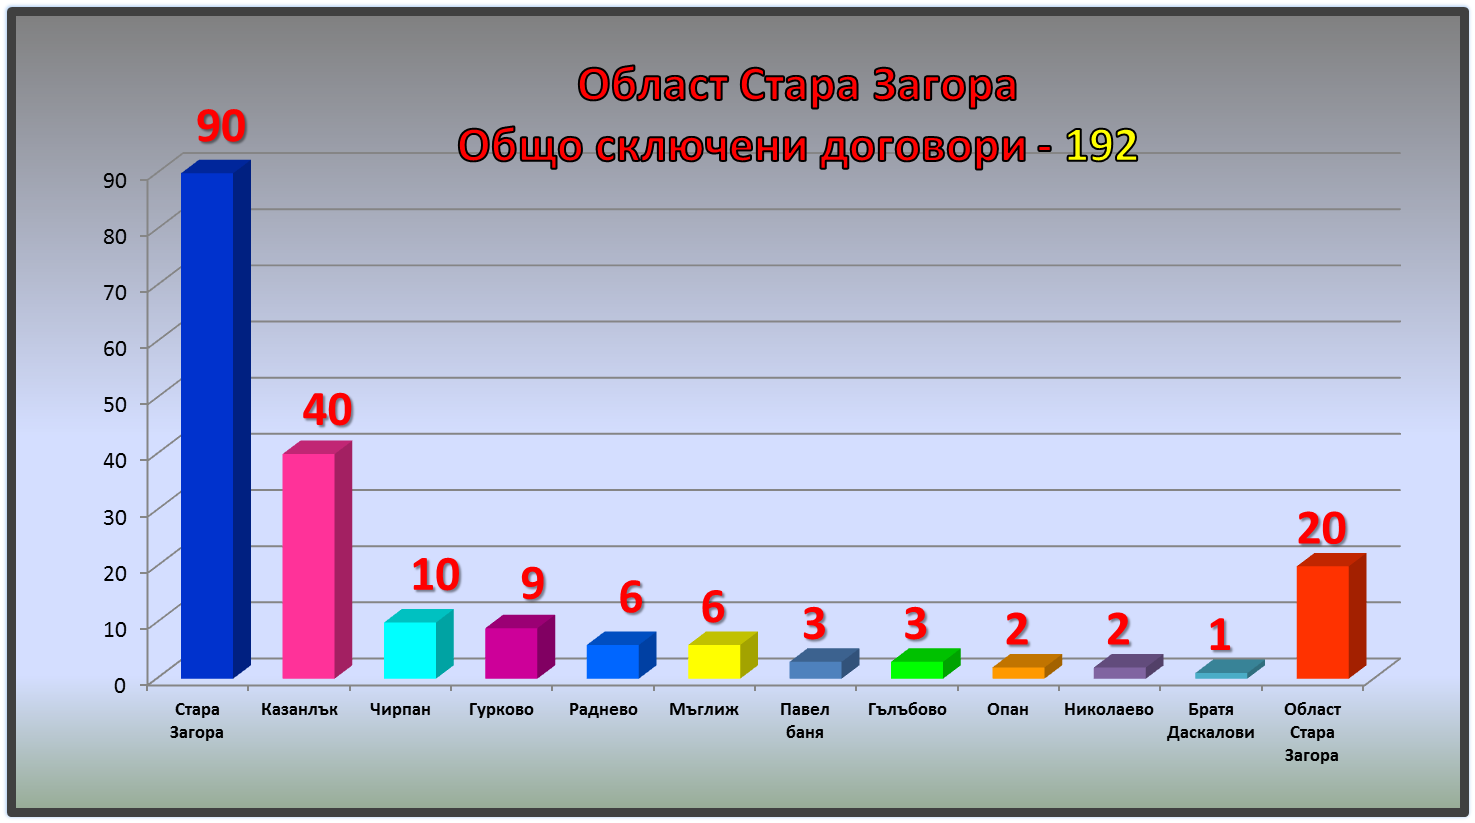 Област Стара Загора
Общо сключени договори - 192
90
40
10
9
6
6
3
3
2
2
1
20
90
80
70
60
50
40
30
20
10
0
Стара
Загора
Казанлък
Чирпан
Гурково
Раднево
Мъглиж
Павел
баня
Гълъбово
Опан
Николаево
Братя
Даскалови
Област
Стара
Загора